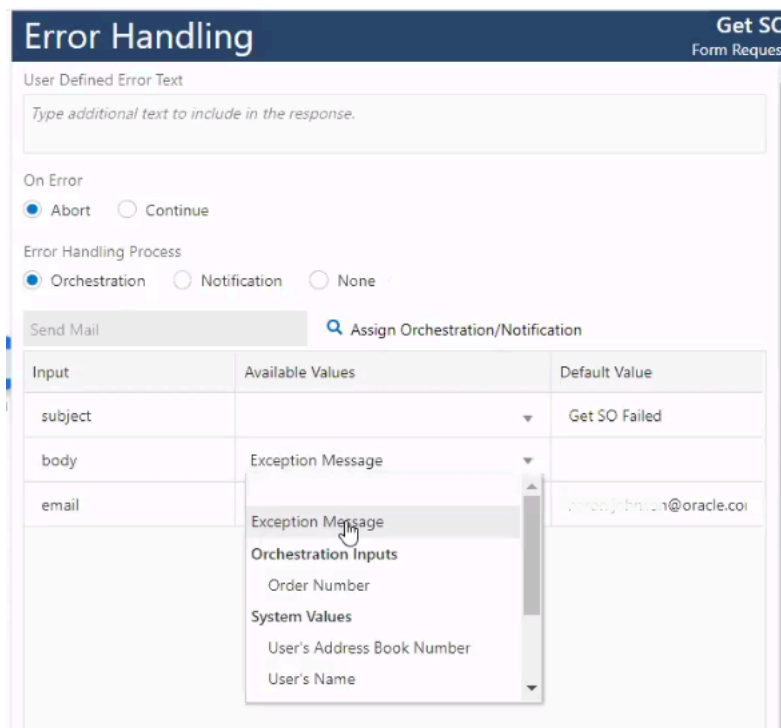 Error Handling
Get SO
Form Reques
User Defined Error Text
Type additional text to include in the response.
On Error
Abort Continue
Error Handling Process
Orchestration Notification None
Send Mail Assign Orchestration/Notification
Input Available Values Default Value
subject Get SO Failed
body Exception Message
email @oracle.co
Exception Message
Orchestration Inputs
Order Number
System Values
User's Address Book Number
User's Name